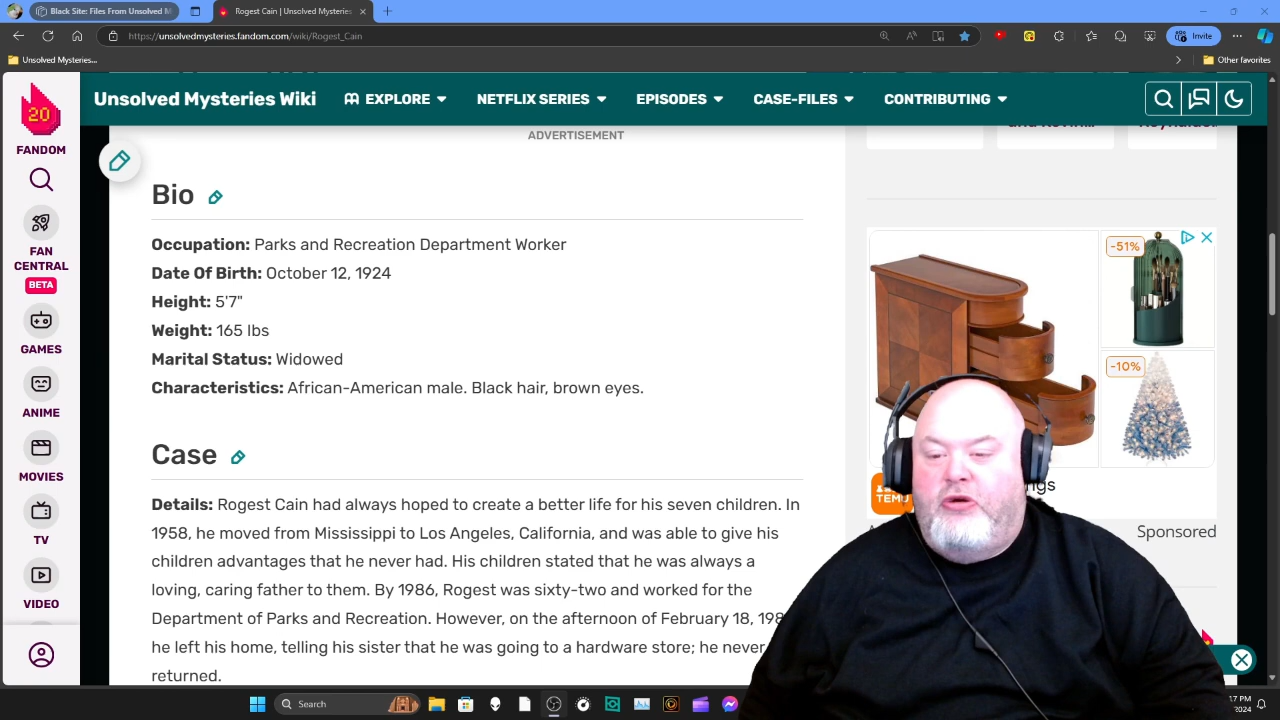 Black Site: Files From Unsolved M
Rogest Cain | Unsolved Mysteries
https://unsolvedmysteries.fandom.com/wiki/Rogest_Cain
Invite
Unsolved Mysteries...
Other favorites
20
FANDOM
FAN
CENTRAL
BETA
GAMES
ANIME
MOVIES
TV
VIDEO
Unsolved Mysteries Wiki
EXPLORE
NETFLIX SERIES
EPISODES
CASE-FILES
CONTRIBUTING
ADVERTISEMENT
Bio
Occupation: Parks and Recreation Department Worker
Date Of Birth: October 12, 1924
Height: 5'7"
Weight: 165 lbs
Marital Status: Widowed
Characteristics: African-American male. Black hair, brown eyes.
Case
Details: Rogest Cain had always hoped to create a better life for his seven children. In
1958, he moved from Mississippi to Los Angeles, California, and was able to give his
children advantages that he never had. His children stated that he was always a
loving, caring father to them. By 1986, Rogest was sixty-two and worked for the
Department of Parks and Recreation. However, on the afternoon of February 18, 198
he left his home, telling his sister that he was going to a hardware store; he never
returned.
-51%
-10%
TEMU
ngs
Sponsored
Search
17 PM
2024